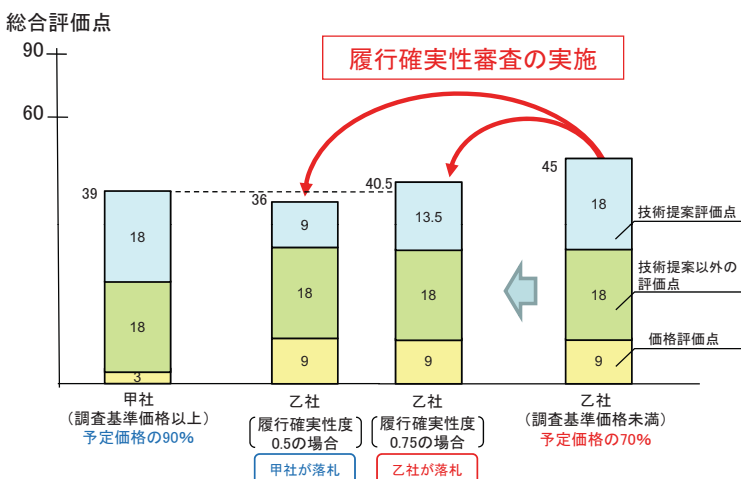 総合評価点
90
60
履行確実性審査の実施
39
18
18
3
36
9
18
9
40.5
13.5
18
9
45
18
18
9
技術提案評価点
技術提案以外の
評価点
価格評価点
甲社
(調査基準価格以上)
予定価格の90%
乙社
履行確実性度
0.5の場合
甲社が落札
乙社
履行確実性度
0.75の場合
乙社が落札
乙社
(調査基準価格未満)
予定価格の70%